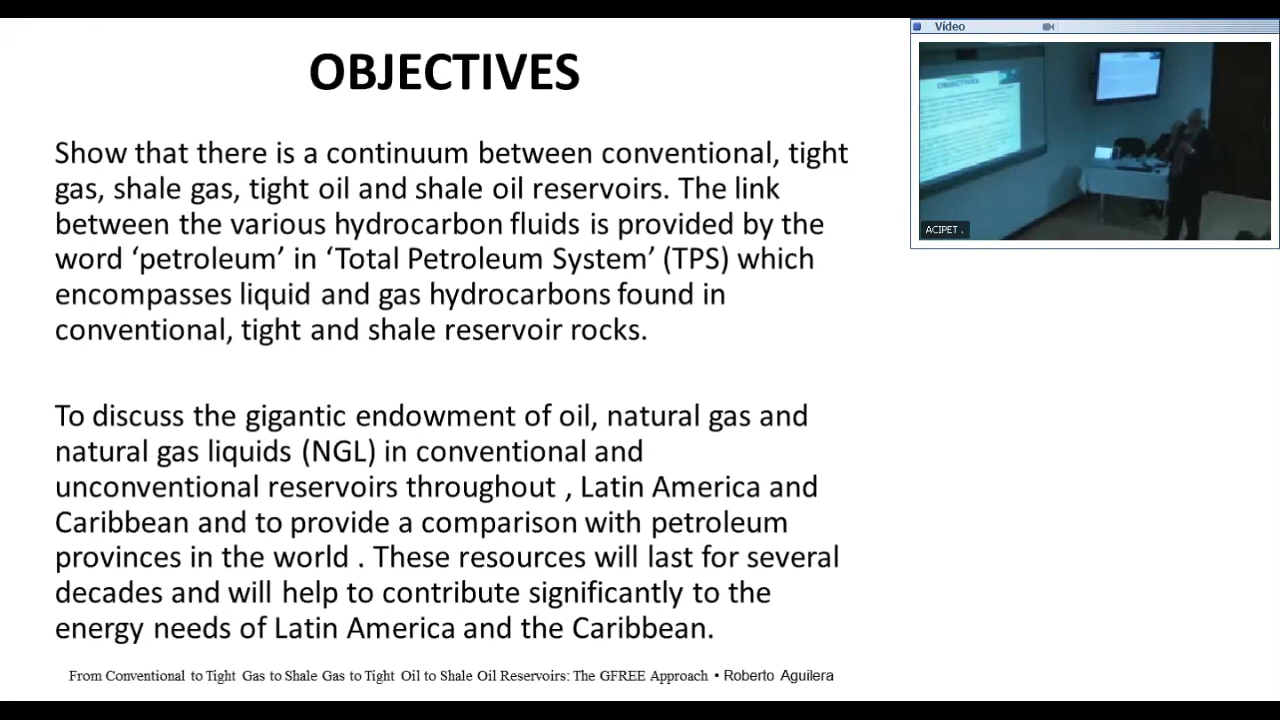 OBJECTIVES
Show that there is a continuum between conventional, tight
gas, shale gas, tight oil and shale oil reservoirs. The link
between the various hydrocarbon fluids is provided by the
word ‘petroleum’ in ‘Total Petroleum System’ (TPS) which
encompasses liquid and gas hydrocarbons found in
conventional, tight and shale reservoir rocks.
To discuss the gigantic endowment of oil, natural gas and
natural gas liquids (NGL) in conventional and
unconventional reservoirs throughout , Latin America and
Caribbean and to provide a comparison with petroleum
provinces in the world . These resources will last for several
decades and will help to contribute significantly to the
energy needs of Latin America and the Caribbean.
From Conventional to Tight Gas to Shale Gas to Tight Oil to Shale Oil Reservoirs: The GFREE Approach • Roberto Aguilera
Vídeo
OBJECTIVES
ACIPET .